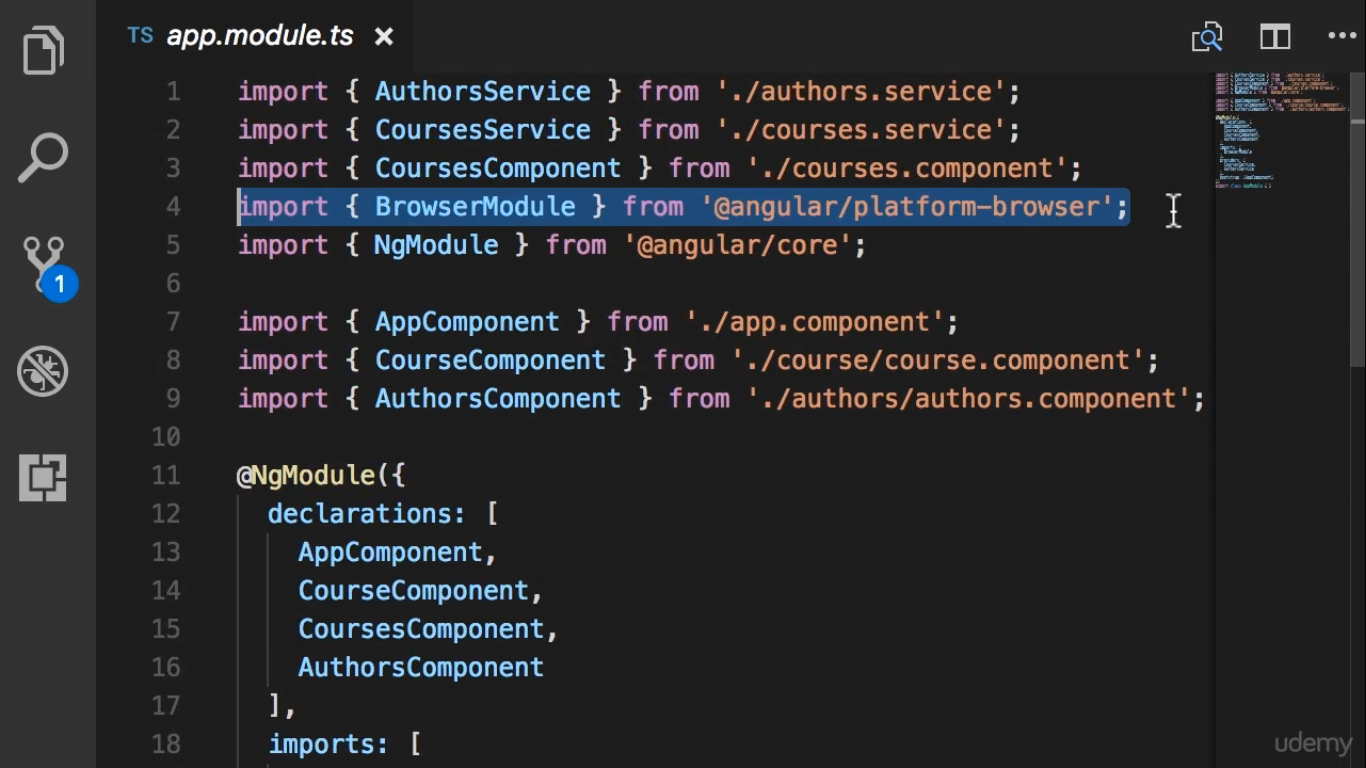 TS app.module.ts ×
1 import { AuthorsService } from './authors.service';
2 import { CoursesService } from './courses.service';
3 import { CoursesComponent } from './courses.component';
4 import { BrowserModule } from '@angular/platform-browser';
5 import { NgModule } from '@angular/core';
6
7 import { AppComponent } from './app.component';
8 import { CourseComponent } from './course/course.component';
9 import { AuthorsComponent } from './authors/authors.component';
10
11 @NgModule({
12 declarations: [
13 AppComponent,
14 CourseComponent,
15 CoursesComponent,
16 AuthorsComponent
17 ],
18 imports: [
1
udemy